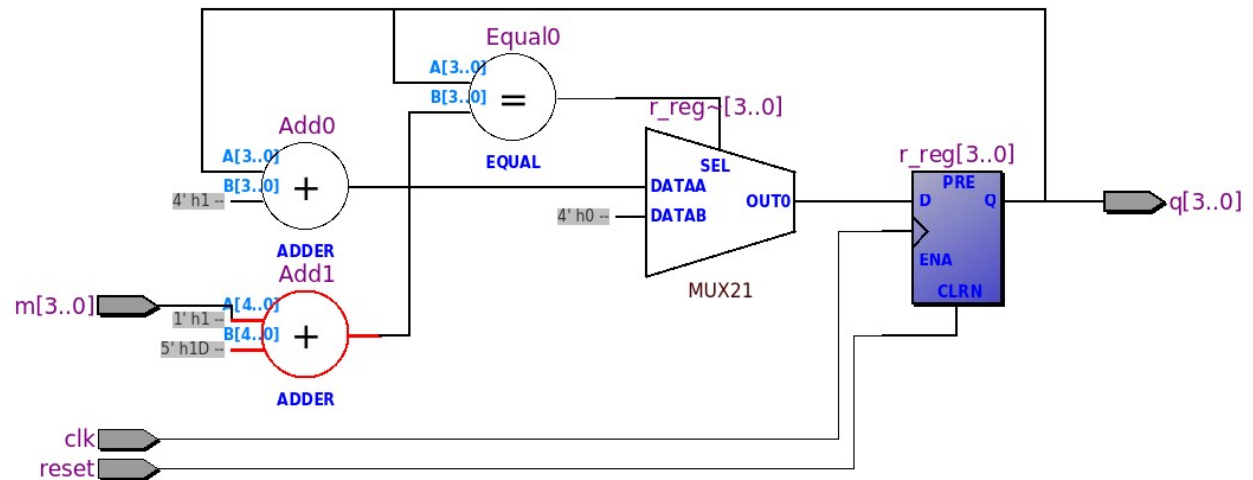 Equal0
A[3..0]
B[3..0]
=
EQUAL
r_reg~[3..0]
SEL
DATAA
DATAB
4' h0 --
OUT0
MUX21
Add0
A[3..0]
B[3..0]
4' h1 --
+
ADDER
r_reg[3..0]
PRE
D
Q
ENA
CLRN
q[3..0]
Add1
m[3..0]
A[4..0]
1' h1 --
B[4..0]
5' h1D --
+
ADDER
clk
reset